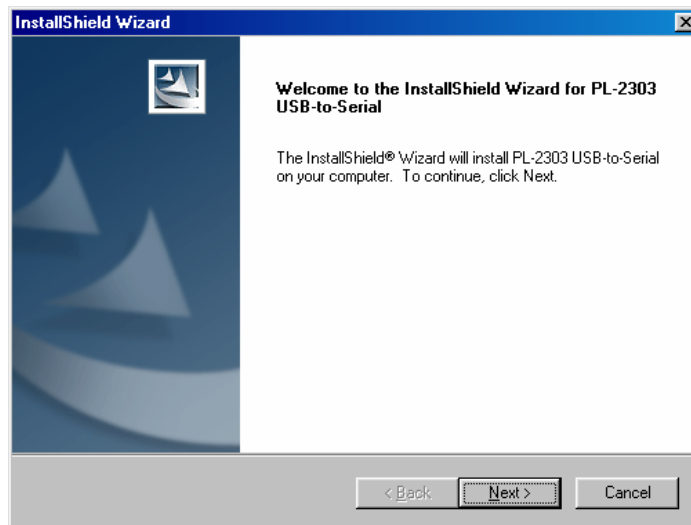 InstallShield Wizard
Welcome to the InstallShield Wizard for PL-2303
USB-to-Serial
The InstallShield® Wizard will install PL-2303 USB-to-Serial
on your computer. To continue, click Next.
< Back Next > Cancel